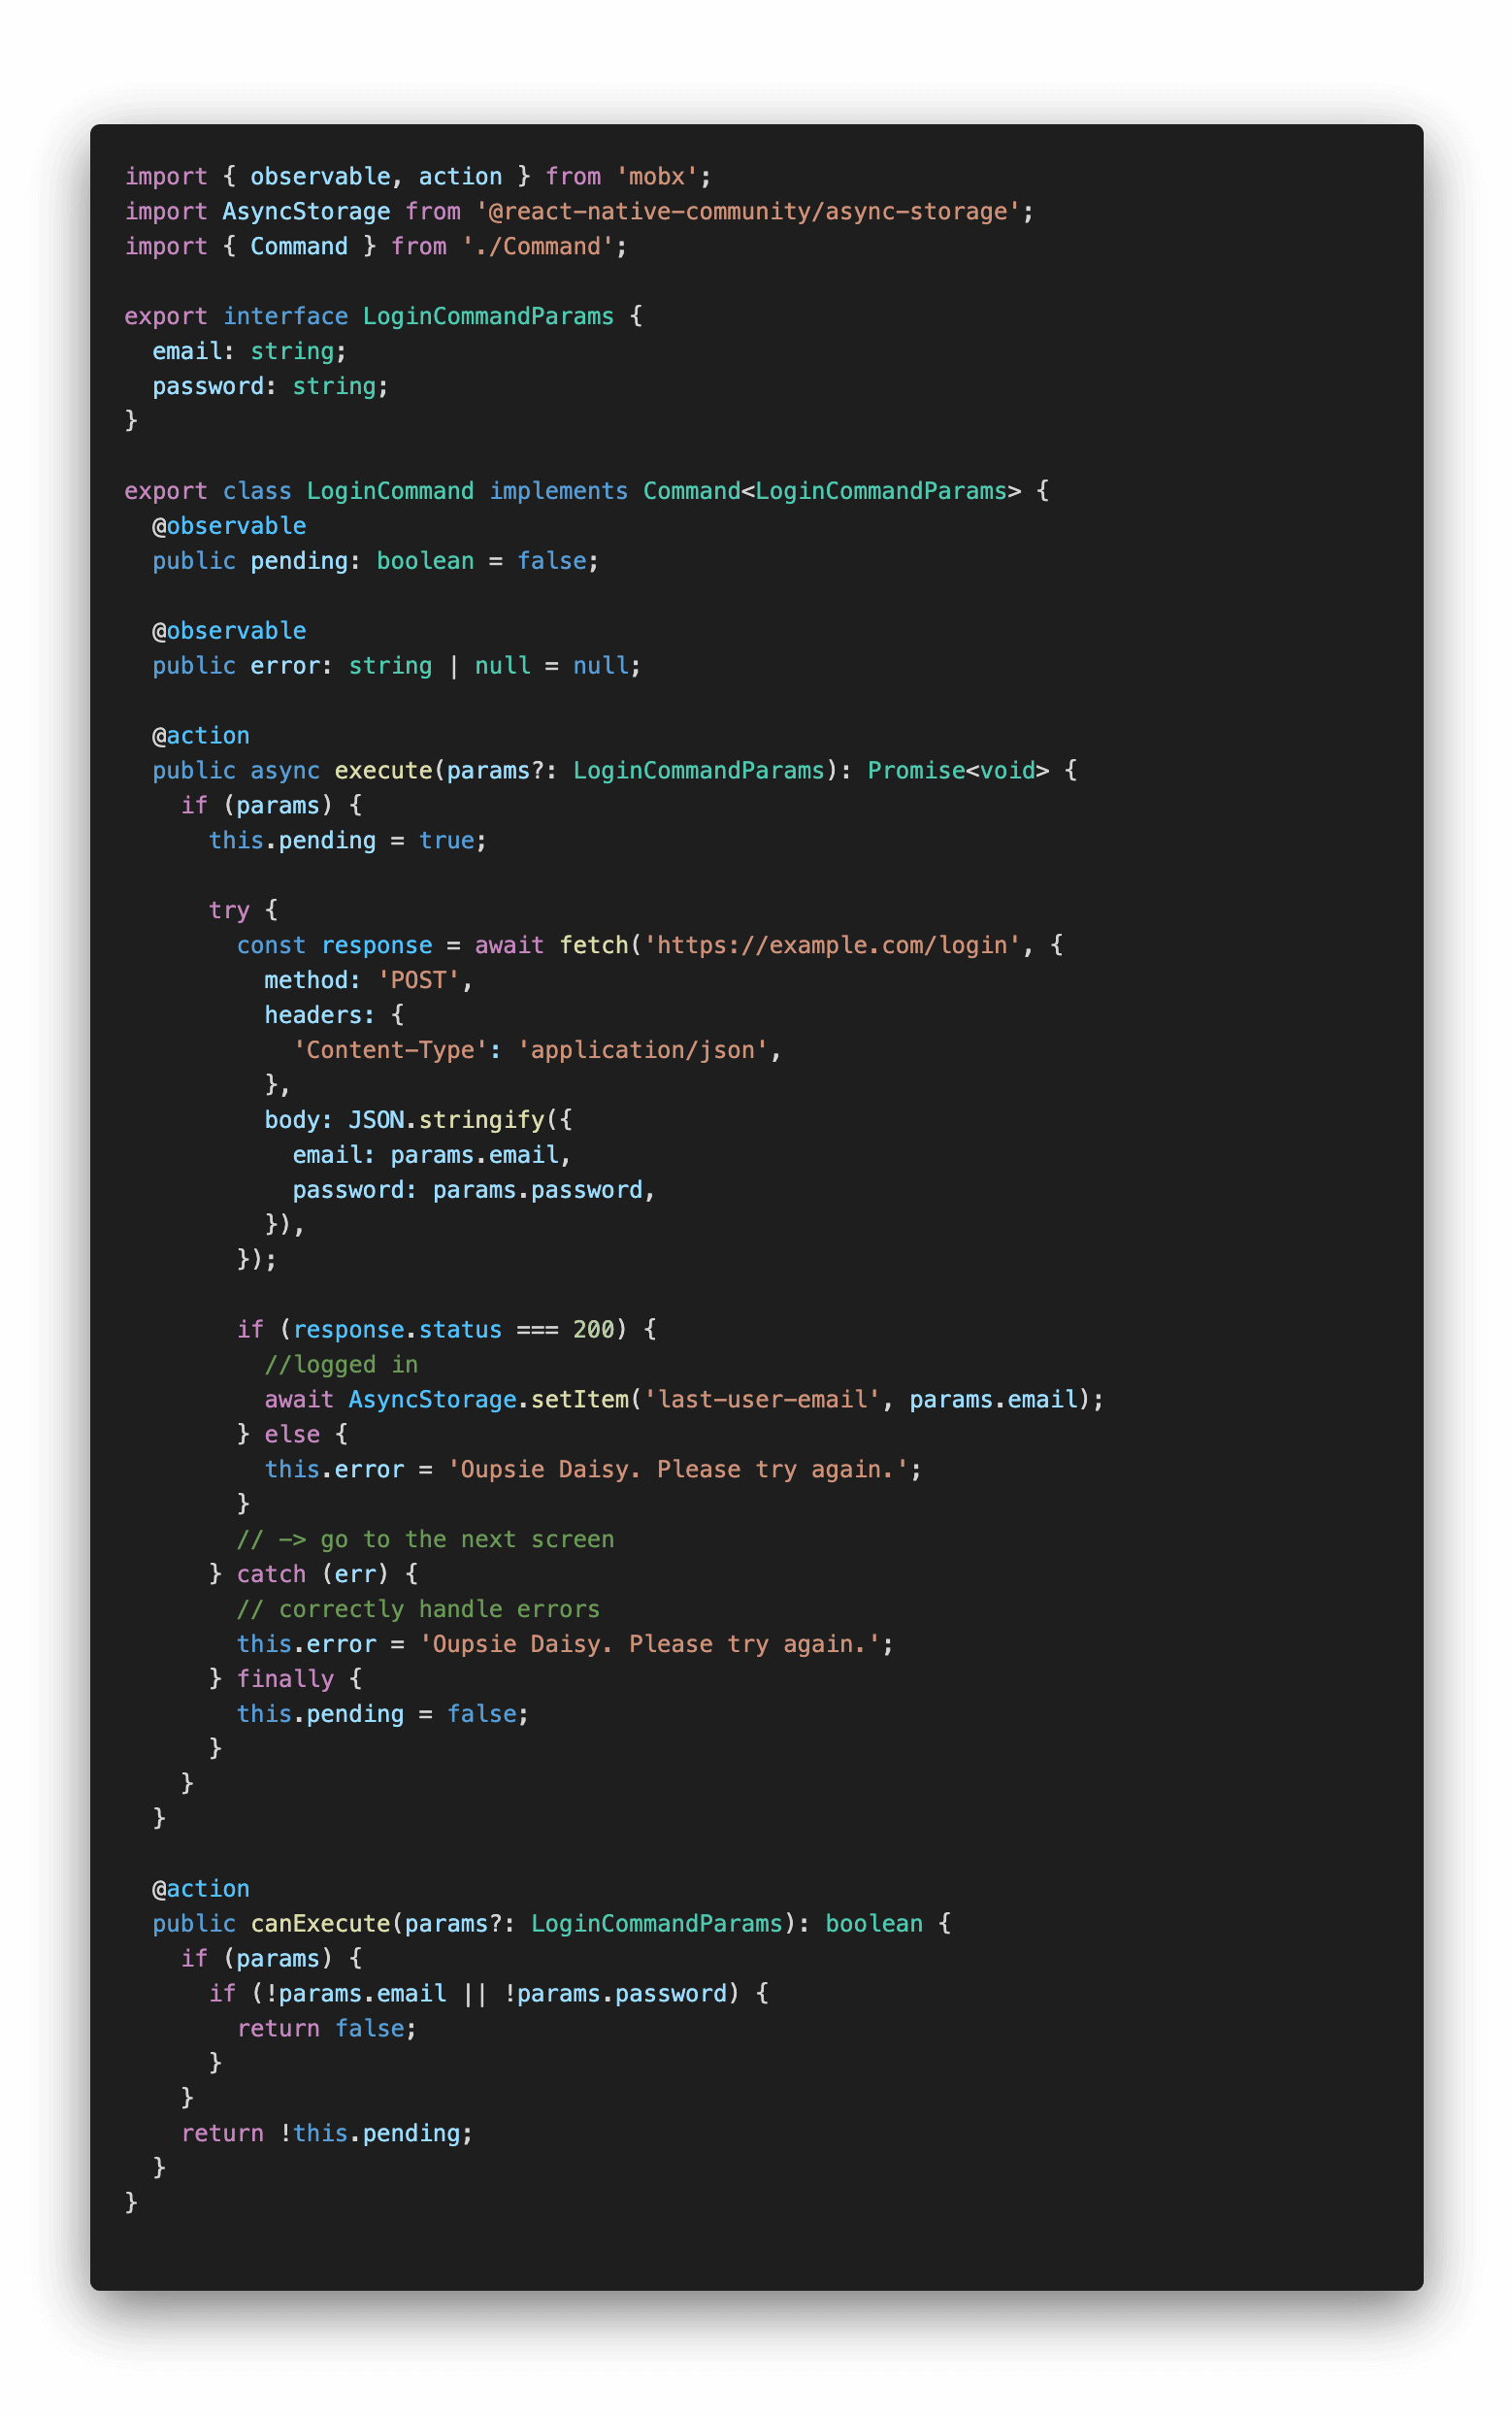 import { observable, action } from 'mobx';
import AsyncStorage from '@react-native-community/async-storage';
import { Command } from './Command';

export interface LoginCommandParams {
  email: string;
  password: string;
}

export class LoginCommand implements Command<LoginCommandParams> {
  @observable
  public pending: boolean = false;

  @observable
  public error: string | null = null;

  @action
  public async execute(params?: LoginCommandParams): Promise<void> {
    if (params) {
      this.pending = true;

      try {
        const response = await fetch('https://example.com/login', {
          method: 'POST',
          headers: {
            'Content-Type': 'application/json',
          },
          body: JSON.stringify({
            email: params.email,
            password: params.password,
          }),
        });

        if (response.status === 200) {
          //logged in
          await AsyncStorage.setItem('last-user-email', params.email);
        } else {
          this.error = 'Oupsie Daisy. Please try again.';
        }
        // -> go to the next screen
      } catch (err) {
        // correctly handle errors
        this.error = 'Oupsie Daisy. Please try again.';
      } finally {
        this.pending = false;
      }
    }
  }

  @action
  public canExecute(params?: LoginCommandParams): boolean {
    if (params) {
      if (!params.email || !params.password) {
        return false;
      }
    }
    return !this.pending;
  }
}